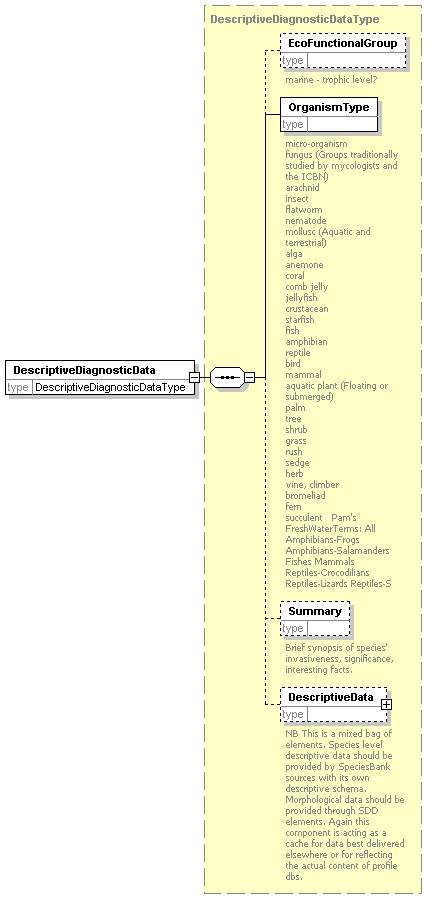 DescriptiveDiagnosticDataType
EcoFunctionalGroup
type
marine - trophic level?
OrganismType
type
micro-organism
fungus (Groups traditionally
studied by mycologists and
the ICBN)
arachnid
insect
flatworm
nematode
mollusc (Aquatic and
terrestrial)
alga
anemone
coral
comb jelly
jellyfish
crustacean
starfish
fish
amphibian
reptile
bird
mammal
aquatic plant (Floating or
submerged)
palm
tree
shrub
grass
rush
sedge
herb
vine, climber
bromeliad
fern
succulent   Pam's
FreshWaterTerms: All
Amphibians-Frogs
Amphibians-Salamanders
Fishes Mammals
Reptiles-Crocodilians
Reptiles-Lizards Reptiles-S
DescriptiveDiagnosticData
type DescriptiveDiagnosticDataType
Summary
type
Brief synopsis of species'
invasiveness, significance,
interesting facts.
DescriptiveData
type
NB This is a mixed bag of
elements. Species level
descriptive data should be
provided by SpeciesBank
sources with its own
descriptive schema.
Morphological data should be
provided through SDD
elements. Again this
component is acting as a
cache for data best delivered
elsewhere or for reflecting
the actual content of profile
dbs.